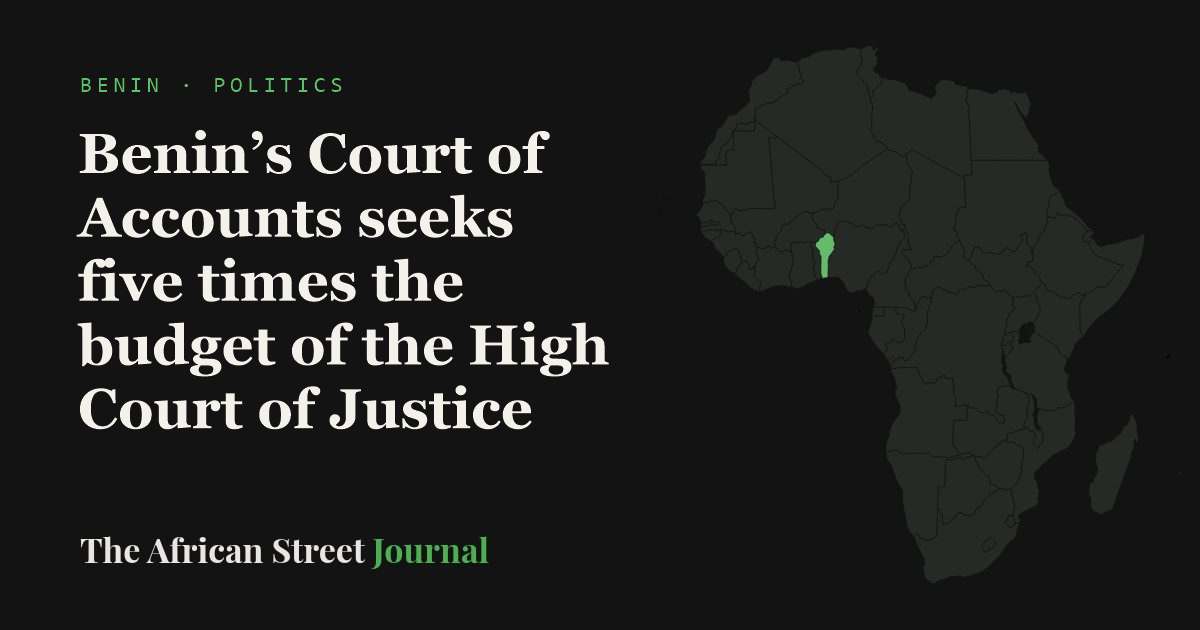 BENIN · POLITICS
Benin’s Court of
Accounts seeks
five times the
budget of the High
Court of Justice
The African Street Journal